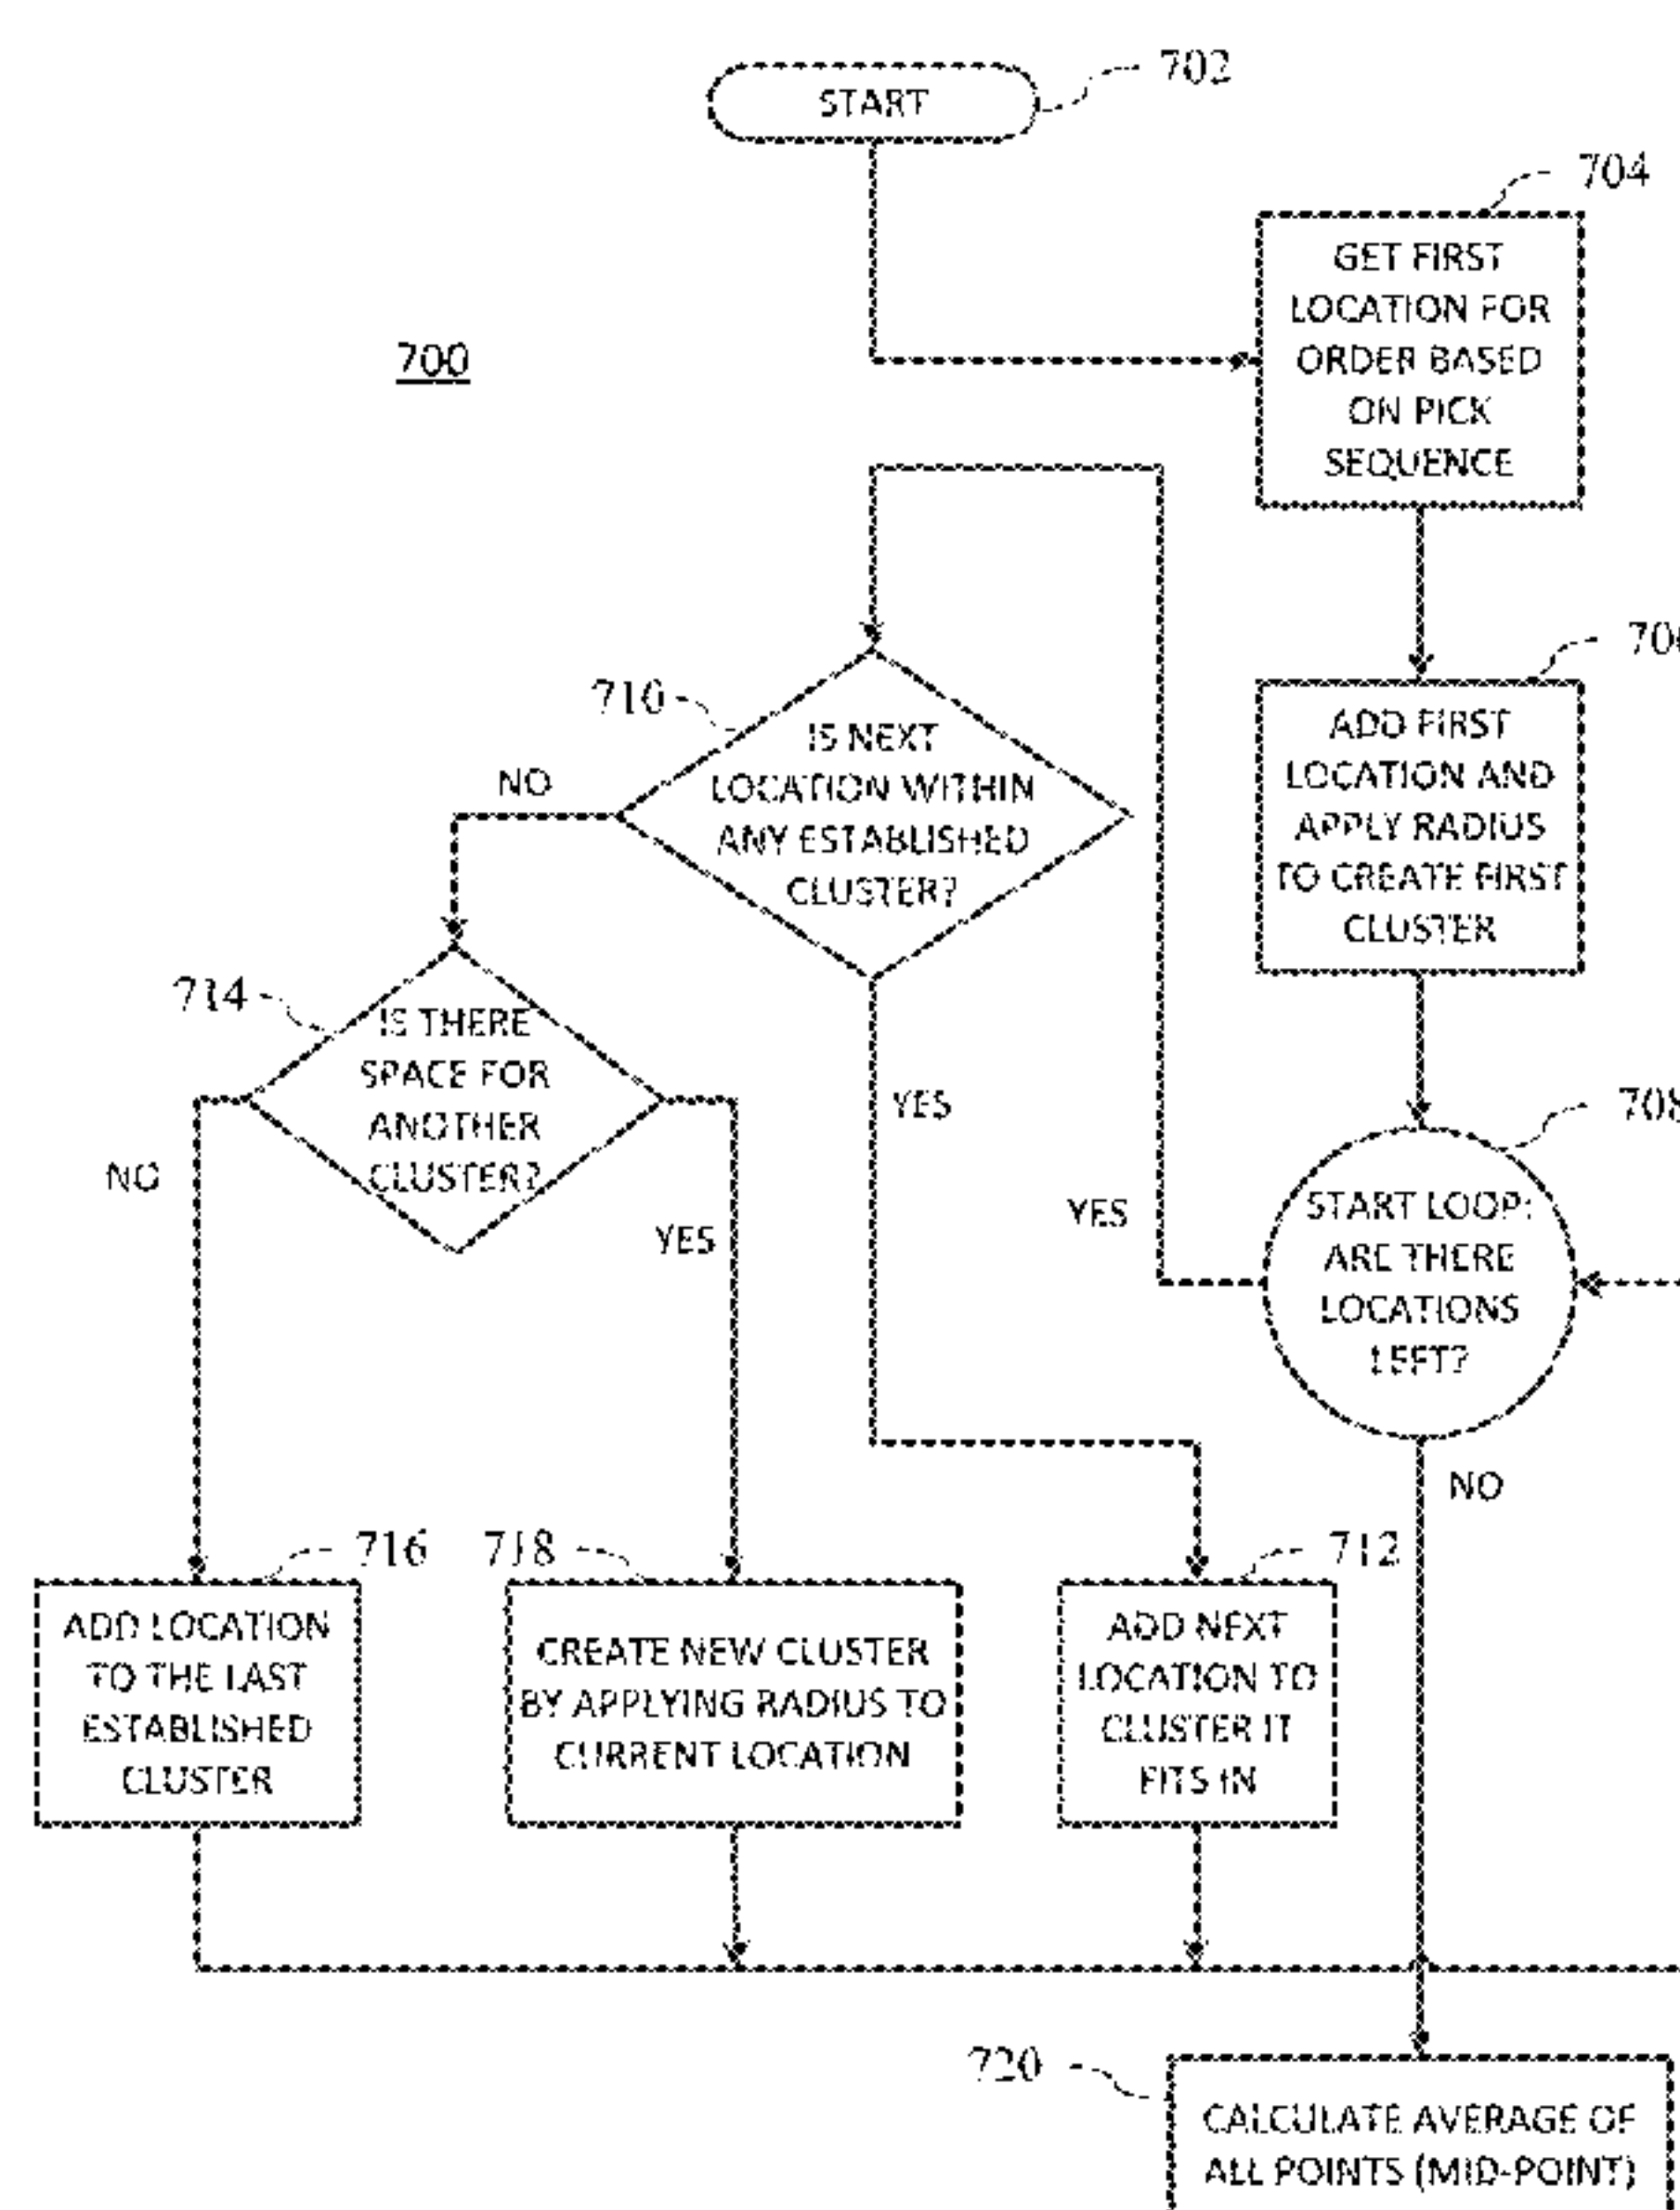 702
START
704
GET FIRST
LOCATION FOR
ORDER BASED
ON PICK
SEQUENCE
700
706
ADD FIRST
LOCATION AND
APPLY RADIUS
TO CREATE FIRST
CLUSTER
710
IS NEXT
LOCATION WITHIN
ANY ESTABLISHED
CLUSTER?
NO
714
IS THERE
SPACE FOR
ANOTHER
CLUSTER?
NO
YES
YES
YES
708
START LOOP:
ARE THERE
LOCATIONS
LEFT?
NO
716
ADD LOCATION
TO THE LAST
ESTABLISHED
CLUSTER
718
CREATE NEW CLUSTER
BY APPLYING RADIUS TO
CURRENT LOCATION
712
ADD NEXT
LOCATION TO
CLUSTER IT
FITS IN
720
CALCULATE AVERAGE OF
ALL POINTS (MID-POINT)